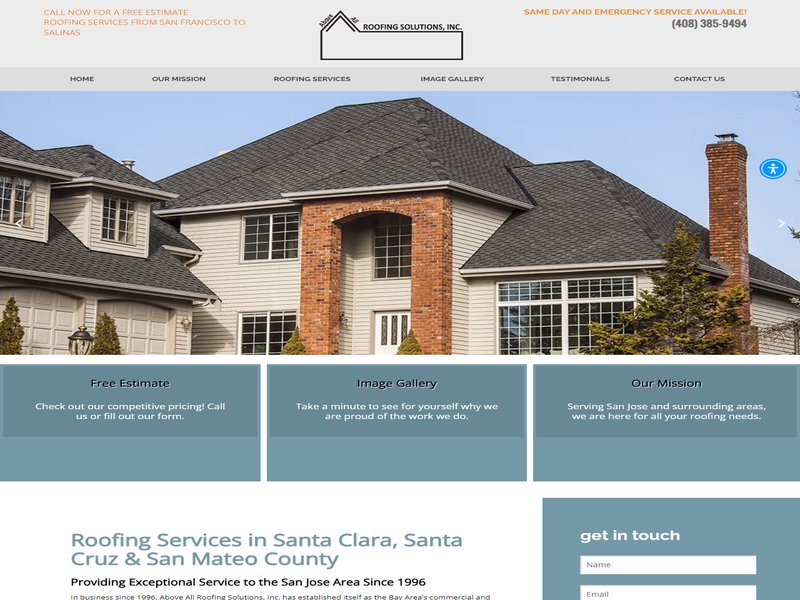 CALL NOW FOR A FREE ESTIMATE
ROOFING SERVICES FROM SAN FRANCISCO TO
SALINAS
Above All ROOFING SOLUTIONS, INC.
SAME DAY AND EMERGENCY SERVICE AVAILABLE!
(408) 385-9494
HOME OUR MISSION ROOFING SERVICES IMAGE GALLERY TESTIMONIALS CONTACT US
Free Estimate
Check out our competitive pricing! Call
us or fill out our form.
Image Gallery
Take a minute to see for yourself why we
are proud of the work we do.
Our Mission
Serving San Jose and surrounding areas,
we are here for all your roofing needs.
Roofing Services in Santa Clara, Santa
Cruz & San Mateo County
Providing Exceptional Service to the San Jose Area Since 1996
In business since 1996, Above All Roofing Solutions, Inc. has established itself as the Bay Area's commercial and
get in touch
Name
Email